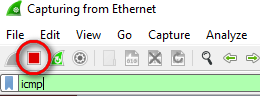 Capturing from Ethernet
File Edit View Go Capture Analyze
icmp